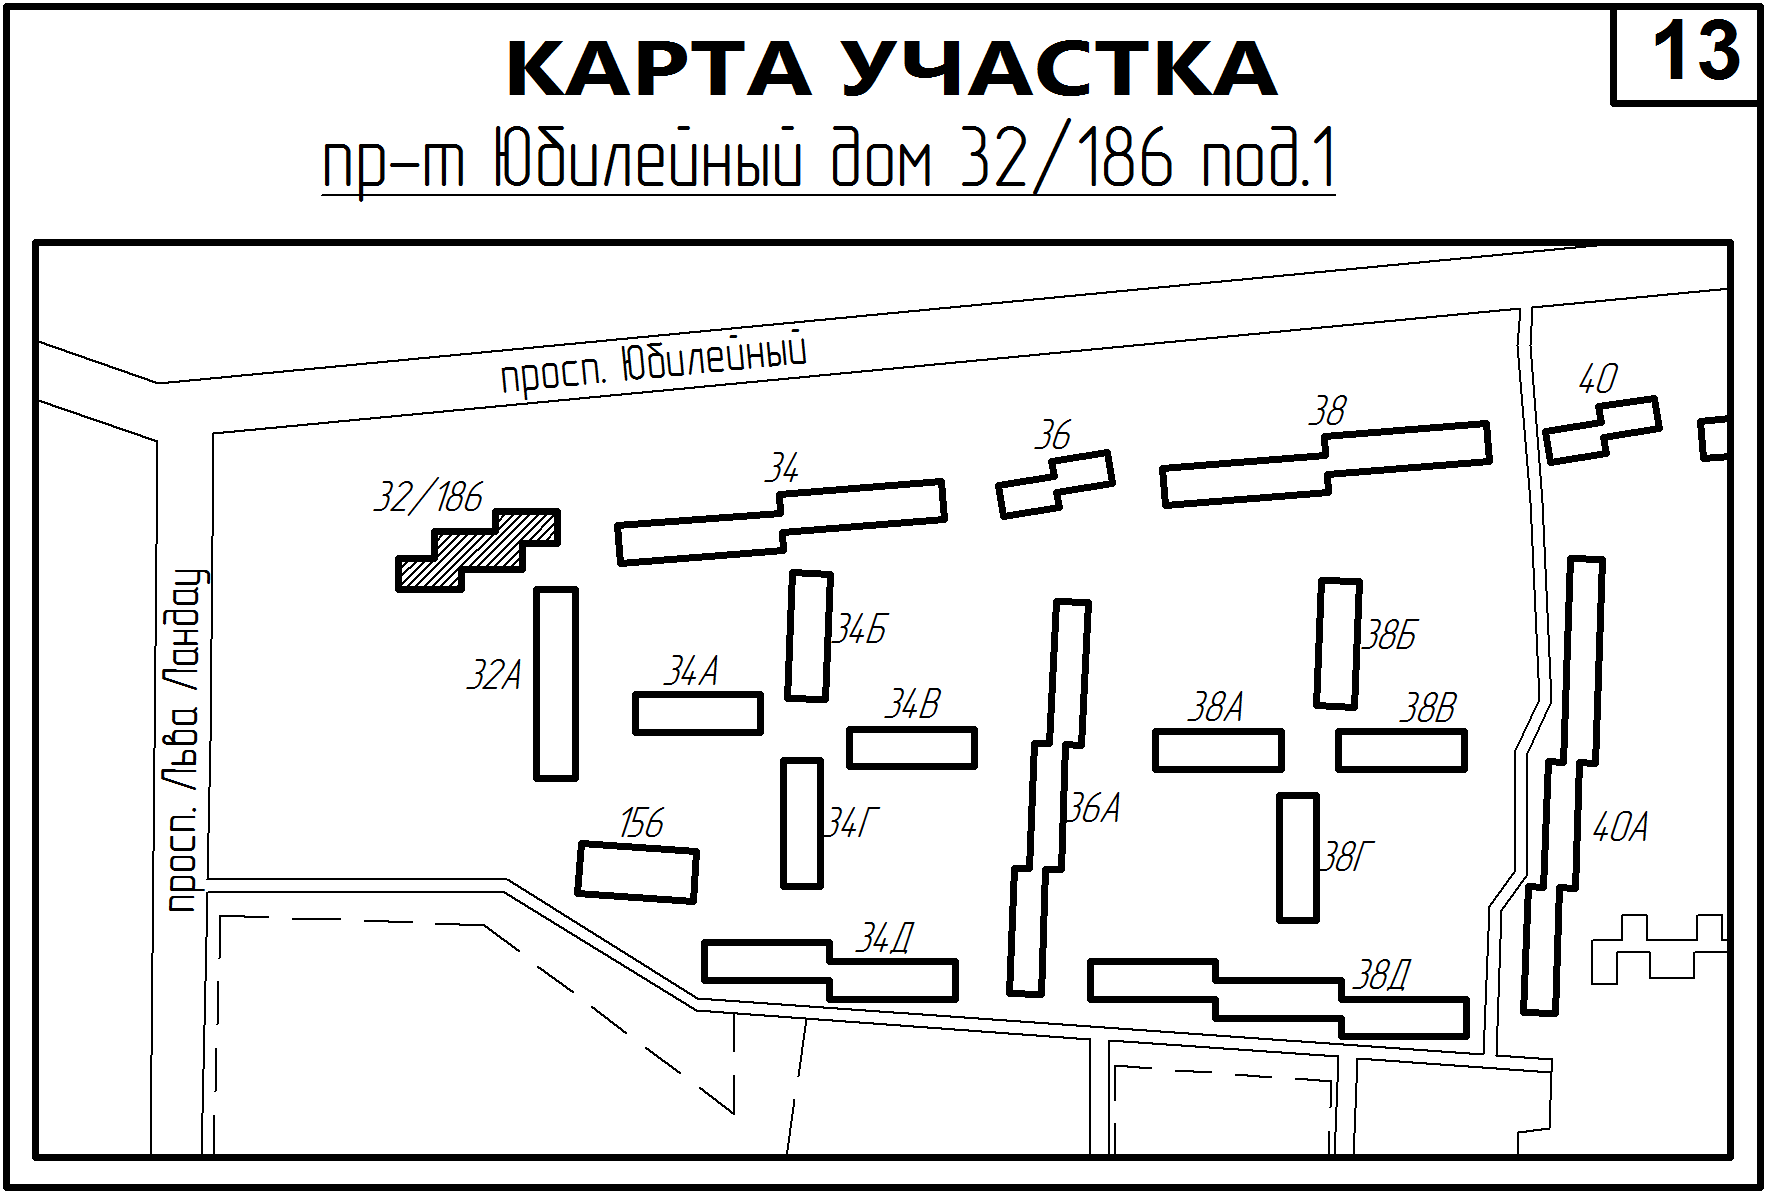 13
КАРТА УЧАСТКА
пр-т Юбилейный дом 32/186 под.1
просп. Юбилейный
40
38
36
34
32/186
34Б
38Б
32А
34А
34В
38А
38В
просп. Льва Ландау
36А
156
34Г
40А
38Г
34Д
38Д